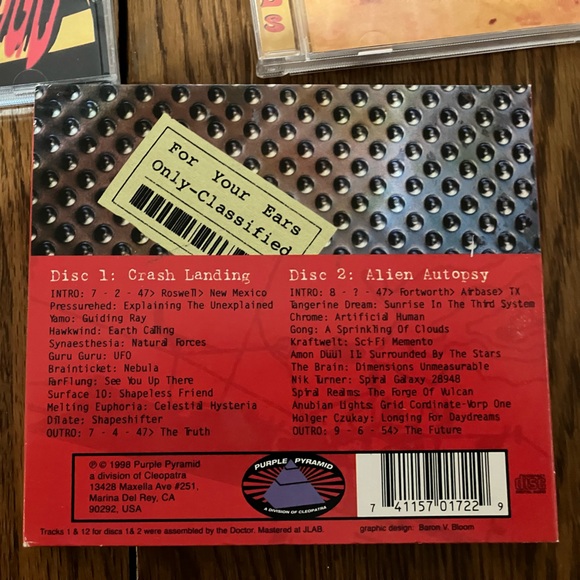 For Your Ears
Only-Classified
Disc 1: Crash Landing
INTRO: 7 - 2 - 47> Roswell> New Mexico
Pressurehed: Explaining The Unexplained
Yamo: Guiding Ray
Hawkwind: Earth Calling
Synaesthesia: Natural Forces
Guru Guru: UFO
Brainticket: Nebula
FarFlung: See You Up There
Surface 10: Shapeless Friend
Melting Euphoria: Celestial Hysteria
Dilate: Shapeshifter
OUTRO: 7 - 4 - 47> The Truth
Disc 2: Alien Autopsy
INTRO: 8 - ? - 47> Fortworth> Airbase> TX
Tangerine Dream: Sunrise In The Third System
Chrome: Artificial Human
Gong: A Sprinkling Of Clouds
Kraftwelt: Sci-Fi Memento
Amon Düül II: Surrounded By The Stars
The Brain: Dimensions Unmeasurable
Nik Turner: Spiral Galaxy 28948
Spiral Realms: The Forge Of Vulcan
Anubian Lights: Grid Cordinate-Vorp One
Holger Czukay: Longing For Daydreams
OUTRO: 9 - 6 - 54> The Future
℗ © 1998 Purple Pyramid
a division of Cleopatra
13428 Maxella Ave #251,
Marina Del Rey, CA
90292, USA
PURPLE PYRAMID
A DIVISION OF CLEOPATRA
7 41157 01722 9
Tracks 1 & 12 for discs 1 & 2 were assembled by the Doctor. Mastered at JLAB.
graphic design: Baron V. Bloom